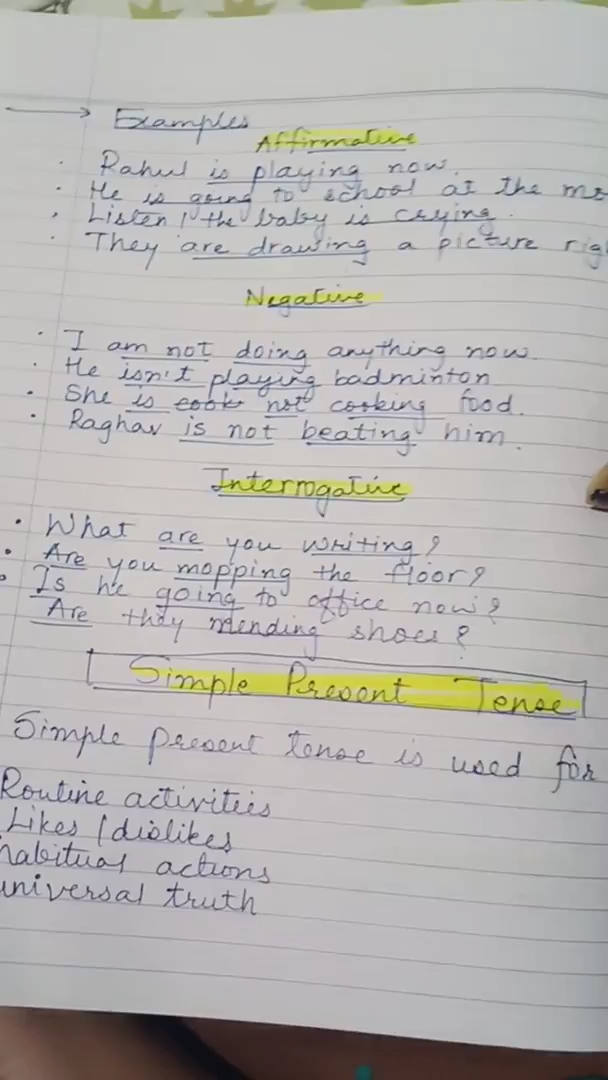 Examples
Affirmative
Rahul is playing now.
He is going to school at the mo
Listen! the baby is crying.
They are drawing a picture rig
Negative
I am not doing anything now.
He isn't playing badminton
She is cook not cooking food.
Raghav is not beating him.
Interrogative
What are you writing?
Are you mopping the floor?
Is he going to office now?
Are they mending shoes?
Simple Present Tense
Simple present tense is used for
Routine activities
Likes / dislikes
habitual actions
universal truth